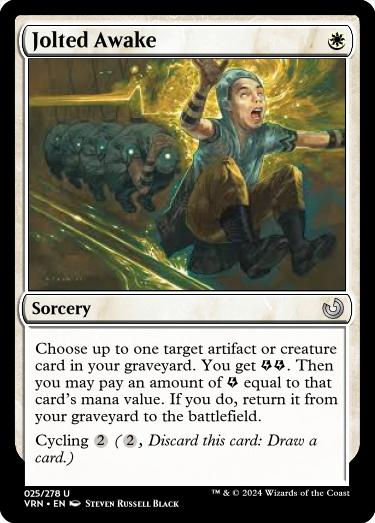 Jolted Awake
Sorcery
Choose up to one target artifact or creature
card in your graveyard. You get. Then
you may pay an amount of equal to that
card's mana value. If you do, return it from
your graveyard to the battlefield.
Cycling 2 ( 2, Discard this card: Draw a
card.)
025/278 U
VRN • EN STEVEN RUSSELL BLACK
™ & © 2024 Wizards of the Coast